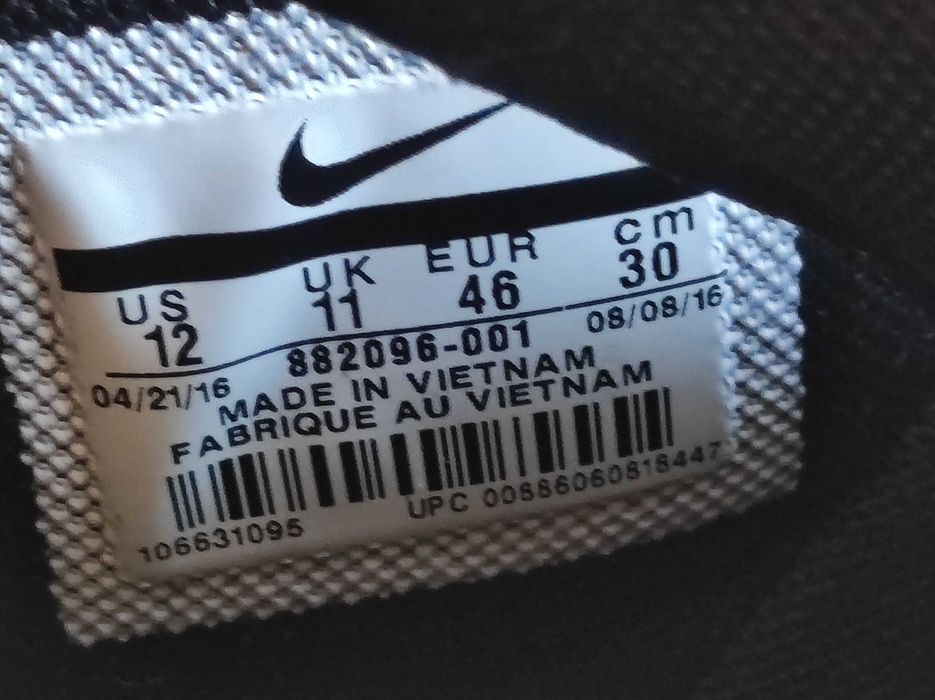 US UK EUR cm
12 11 46 30
04/21/16 882096-001 08/08/16
MADE IN VIETNAM
FABRIQUE AU VIETNAM
106631095 UPC 00886060818447